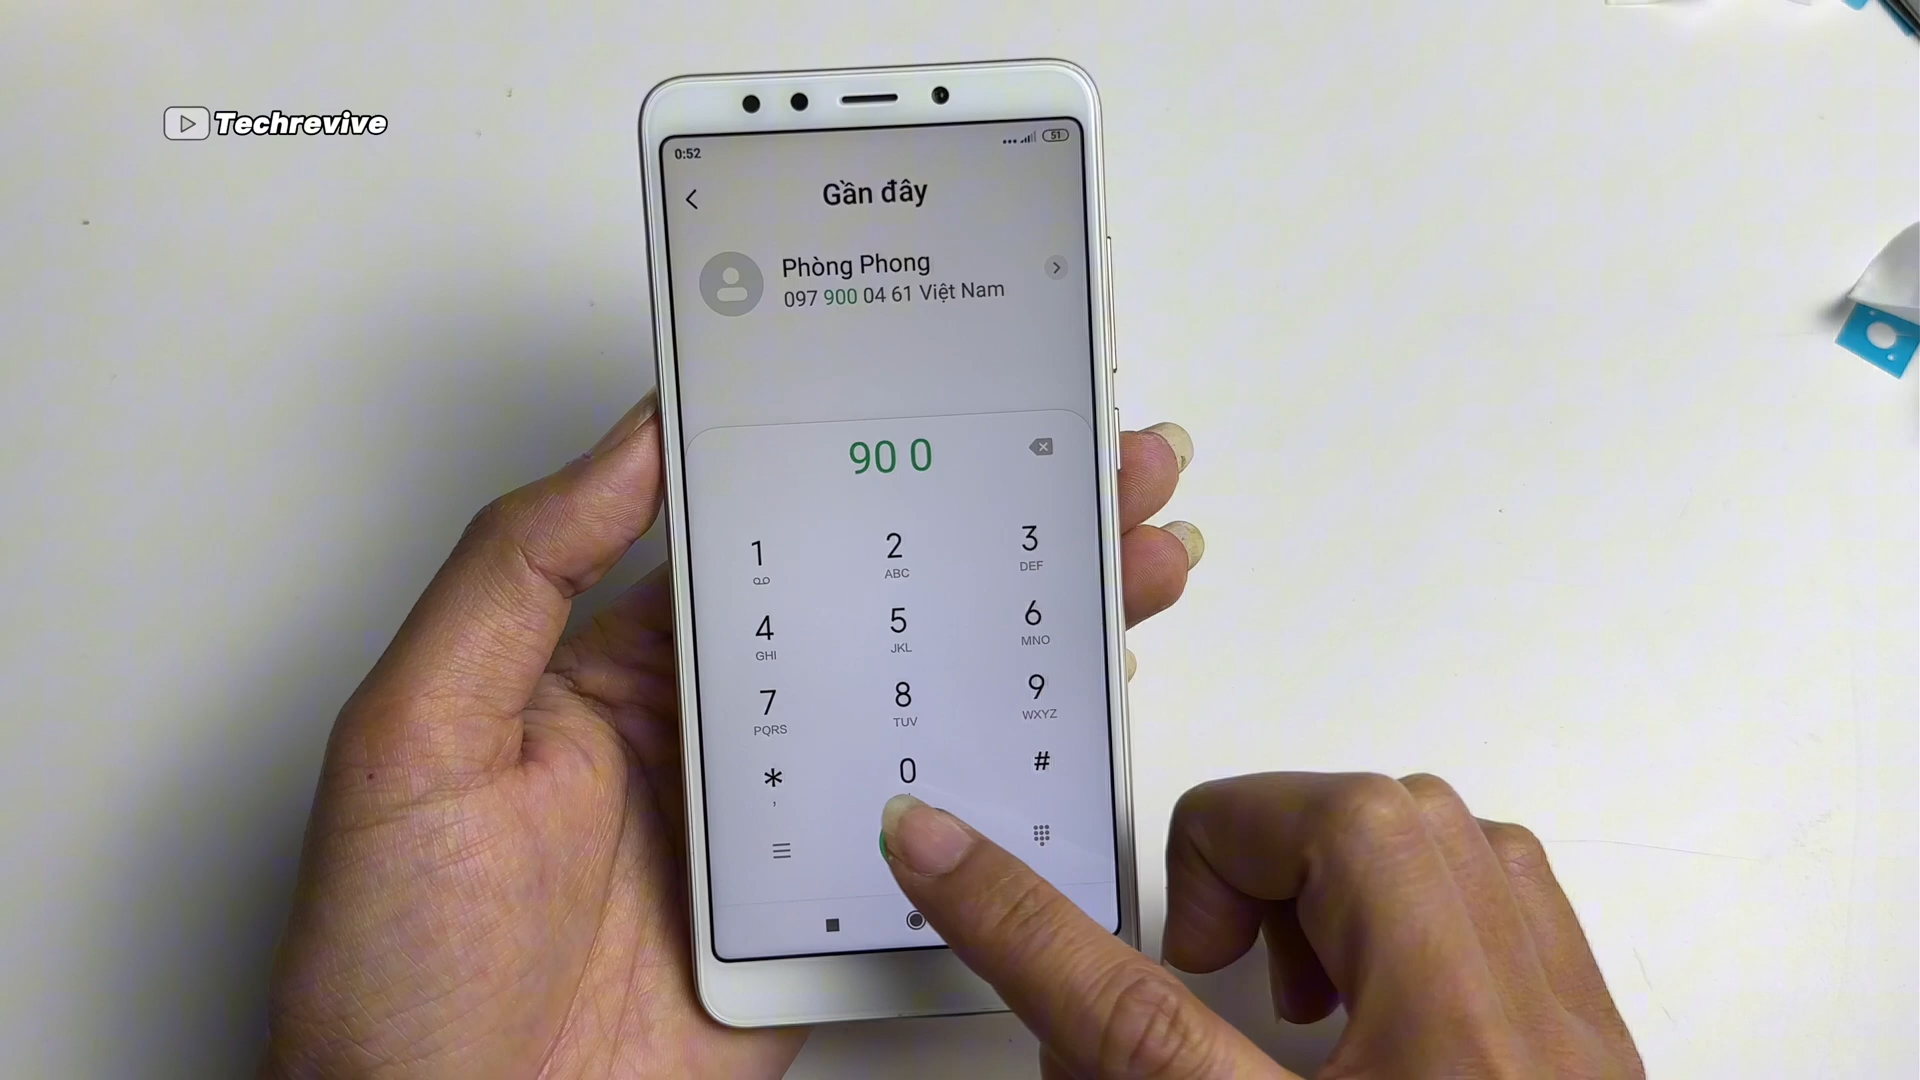 Techrevive
0:52
51
Gần đây
Phòng Phong
097 900 04 61 Việt Nam
90 0
1
2
ABC
3
DEF
4
GHI
5
JKL
6
MNO
7
PQRS
8
TUV
9
WXYZ
*
,
0
#